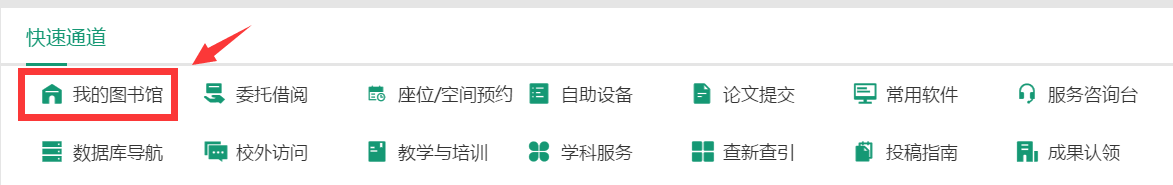 快速通道
我的图书馆 委托借阅 座位/空间预约 自助设备 论文提交 常用软件 服务咨询台
数据库导航 校外访问 教学与培训 学科服务 查新查引 投稿指南 成果认领